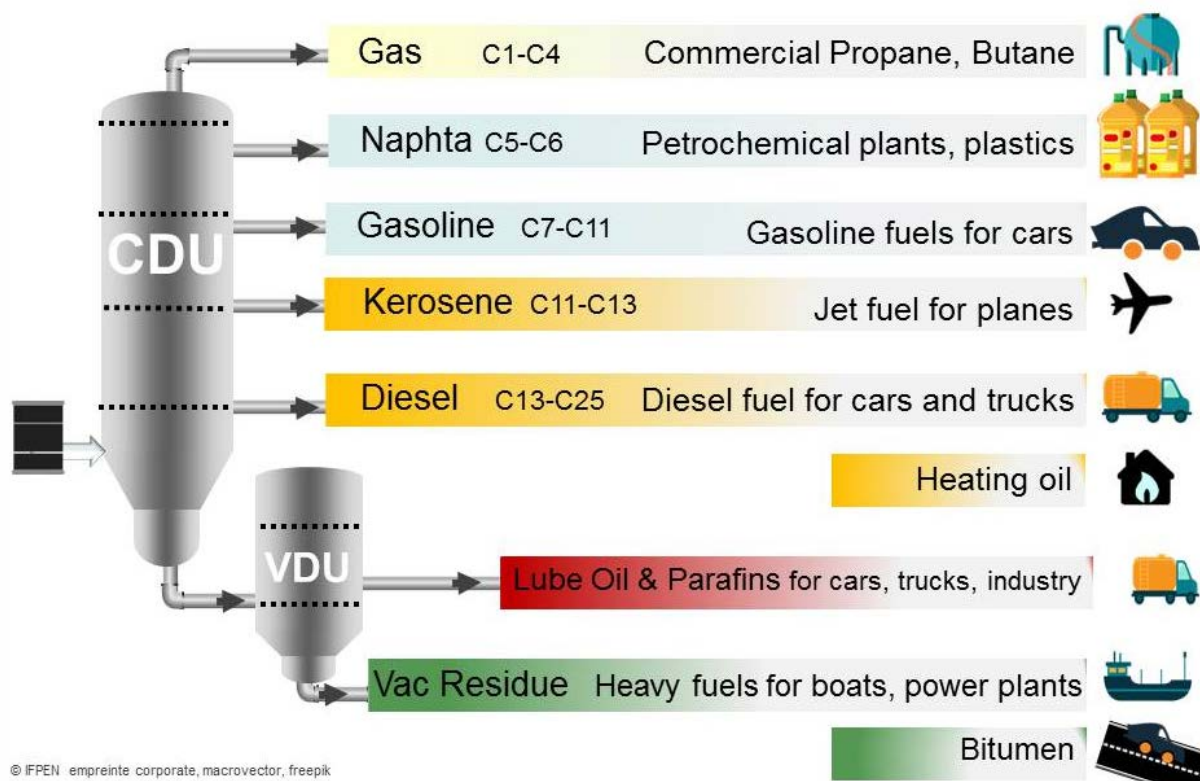 Gas C1-C4 Commercial Propane, Butane
Naphta C5-C6 Petrochemical plants, plastics
CDU
Gasoline C7-C11 Gasoline fuels for cars
Kerosene C11-C13 Jet fuel for planes
Diesel C13-C25 Diesel fuel for cars and trucks
Heating oil
VDU
Lube Oil & Parafins for cars, trucks, industry
Vac Residue Heavy fuels for boats, power plants
Bitumen
© IFPEN empreinte corporate, macrovector, freepik